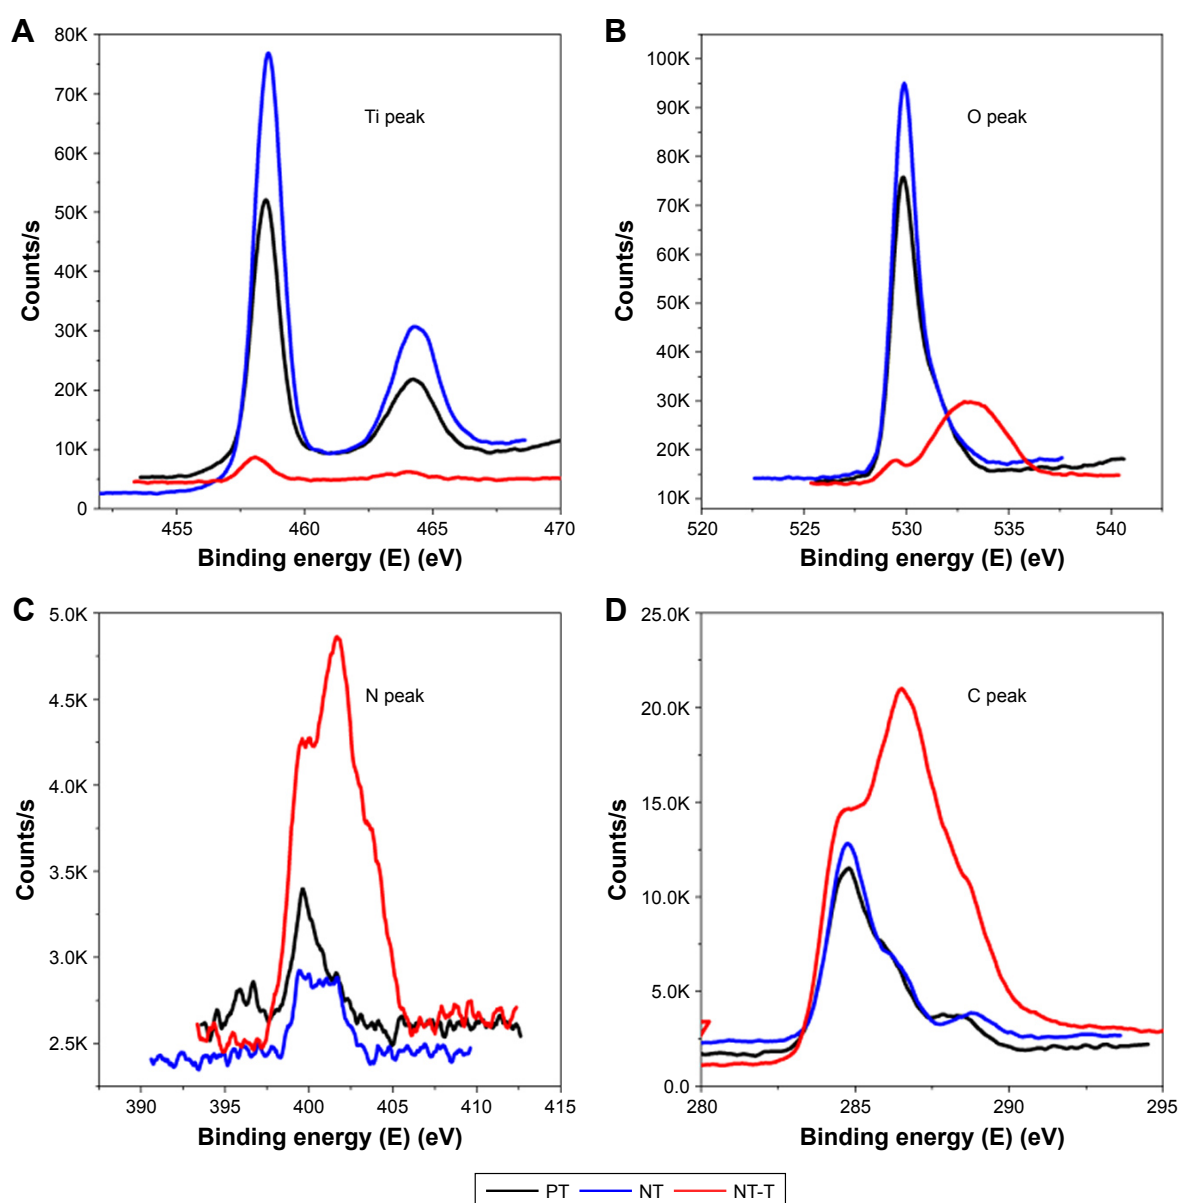 A
80K
70K
60K
50K
40K
30K
20K
10K
0
Counts/s
Ti peak
455 460 465 470
Binding energy (E) (eV)
B
100K
90K
80K
70K
60K
50K
40K
30K
20K
10K
Counts/s
O peak
520 525 530 535 540
Binding energy (E) (eV)
C
5.0K
4.5K
4.0K
3.5K
3.0K
2.5K
Counts/s
N peak
390 395 400 405 410 415
Binding energy (E) (eV)
D
25.0K
20.0K
15.0K
10.0K
5.0K
0.0
Counts/s
C peak
280 285 290 295
Binding energy (E) (eV)
PT NT NT-T